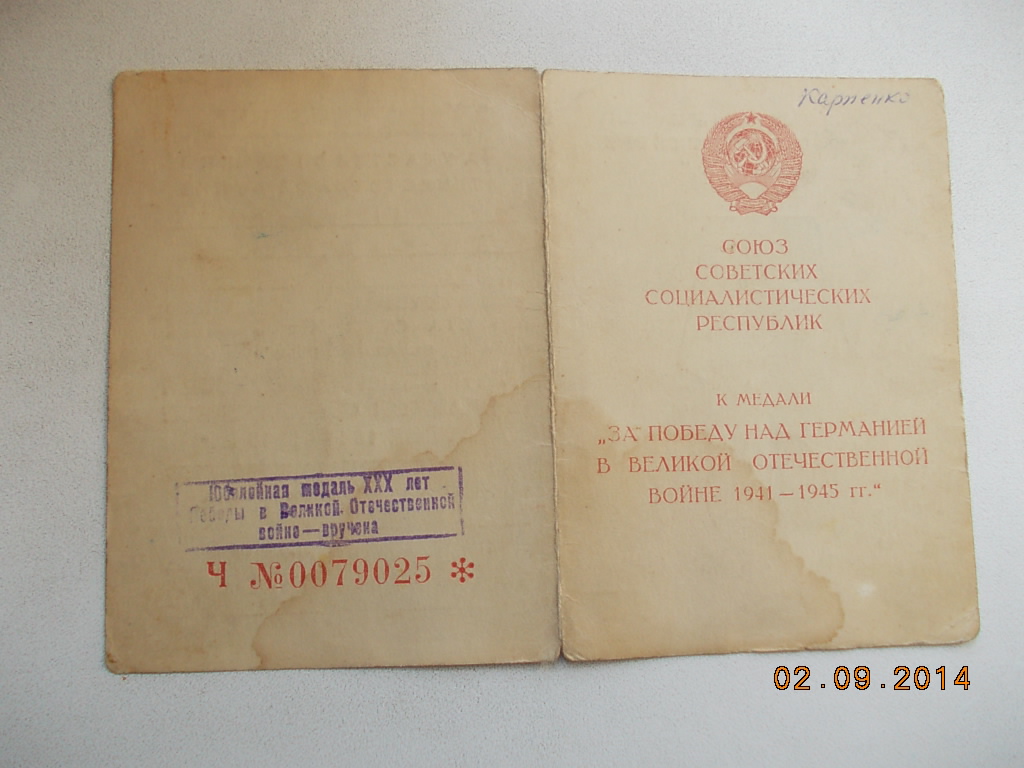 Юбилейная медаль XXX лет
Победы в Великой Отечественной
войне — вручена
Ч №0079025 *
Карпенко
СОЮЗ
СОВЕТСКИХ
СОЦИАЛИСТИЧЕСКИХ
РЕСПУБЛИК
К МЕДАЛИ
„ЗА ПОБЕДУ НАД ГЕРМАНИЕЙ
В ВЕЛИКОЙ ОТЕЧЕСТВЕННОЙ
ВОЙНЕ 1941 — 1945 гг.“
02.09.2014